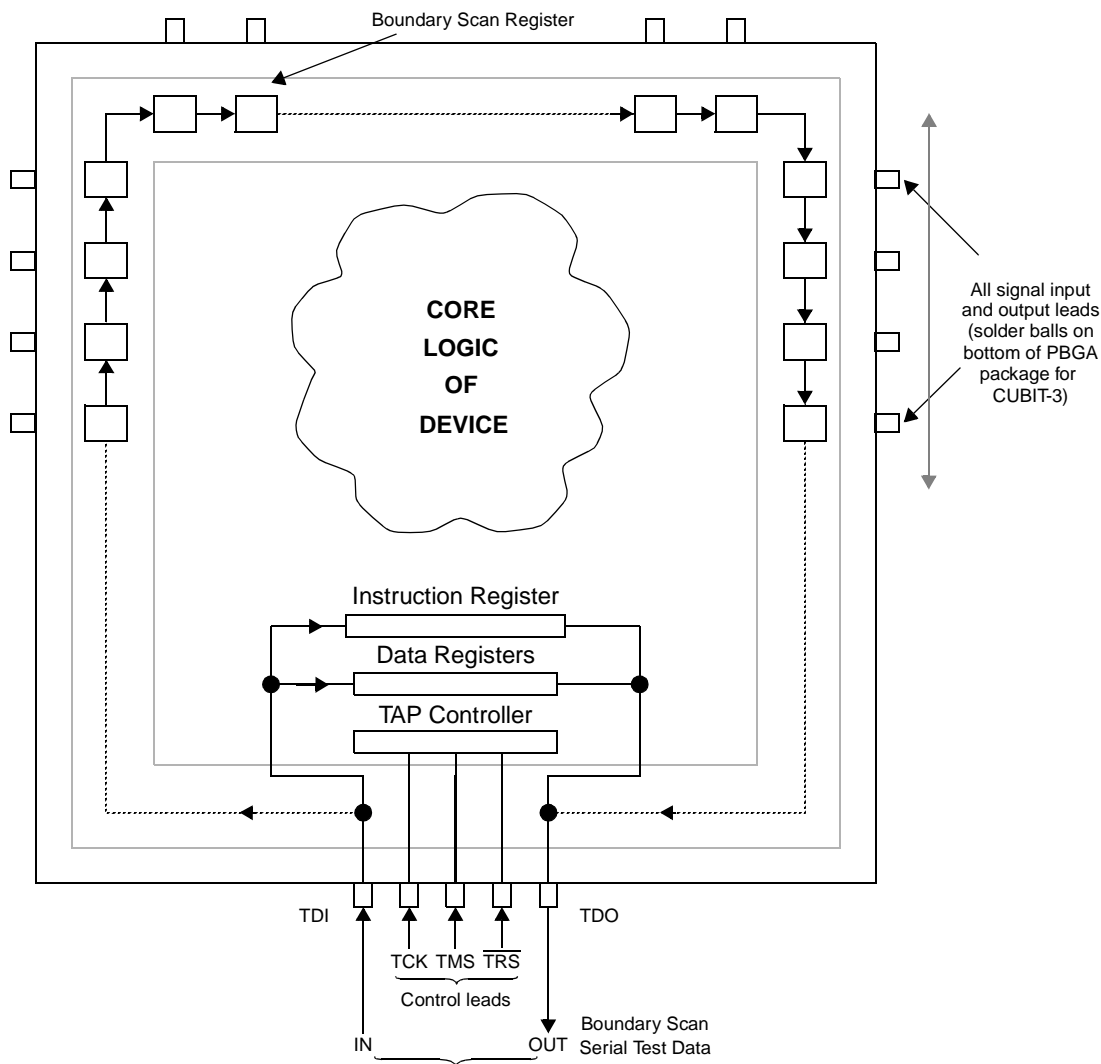 Boundary Scan Register
CORE
LOGIC
OF
DEVICE
All signal input
and output leads
(solder balls on
bottom of PBGA
package for
CUBIT-3)
Instruction Register
Data Registers
TAP Controller
TDI
TDO
TCK TMS TRS
Control leads
IN
OUT
Boundary Scan
Serial Test Data